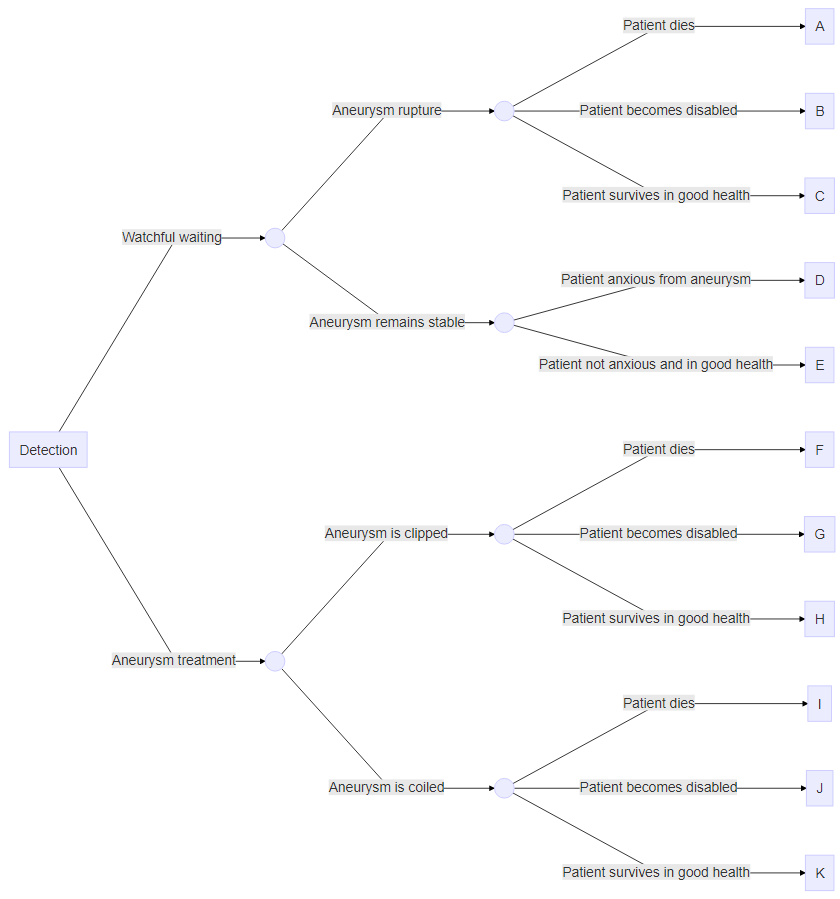 Patient dies
A
Aneurysm rupture
Patient becomes disabled
B
Patient survives in good health
C
Watchful waiting
Patient anxious from aneurysm
D
Aneurysm remains stable
Patient not anxious and in good health
E
Detection
Patient dies
F
Aneurysm is clipped
Patient becomes disabled
G
Patient survives in good health
H
Aneurysm treatment
Patient dies
I
Aneurysm is coiled
Patient becomes disabled
J
Patient survives in good health
K